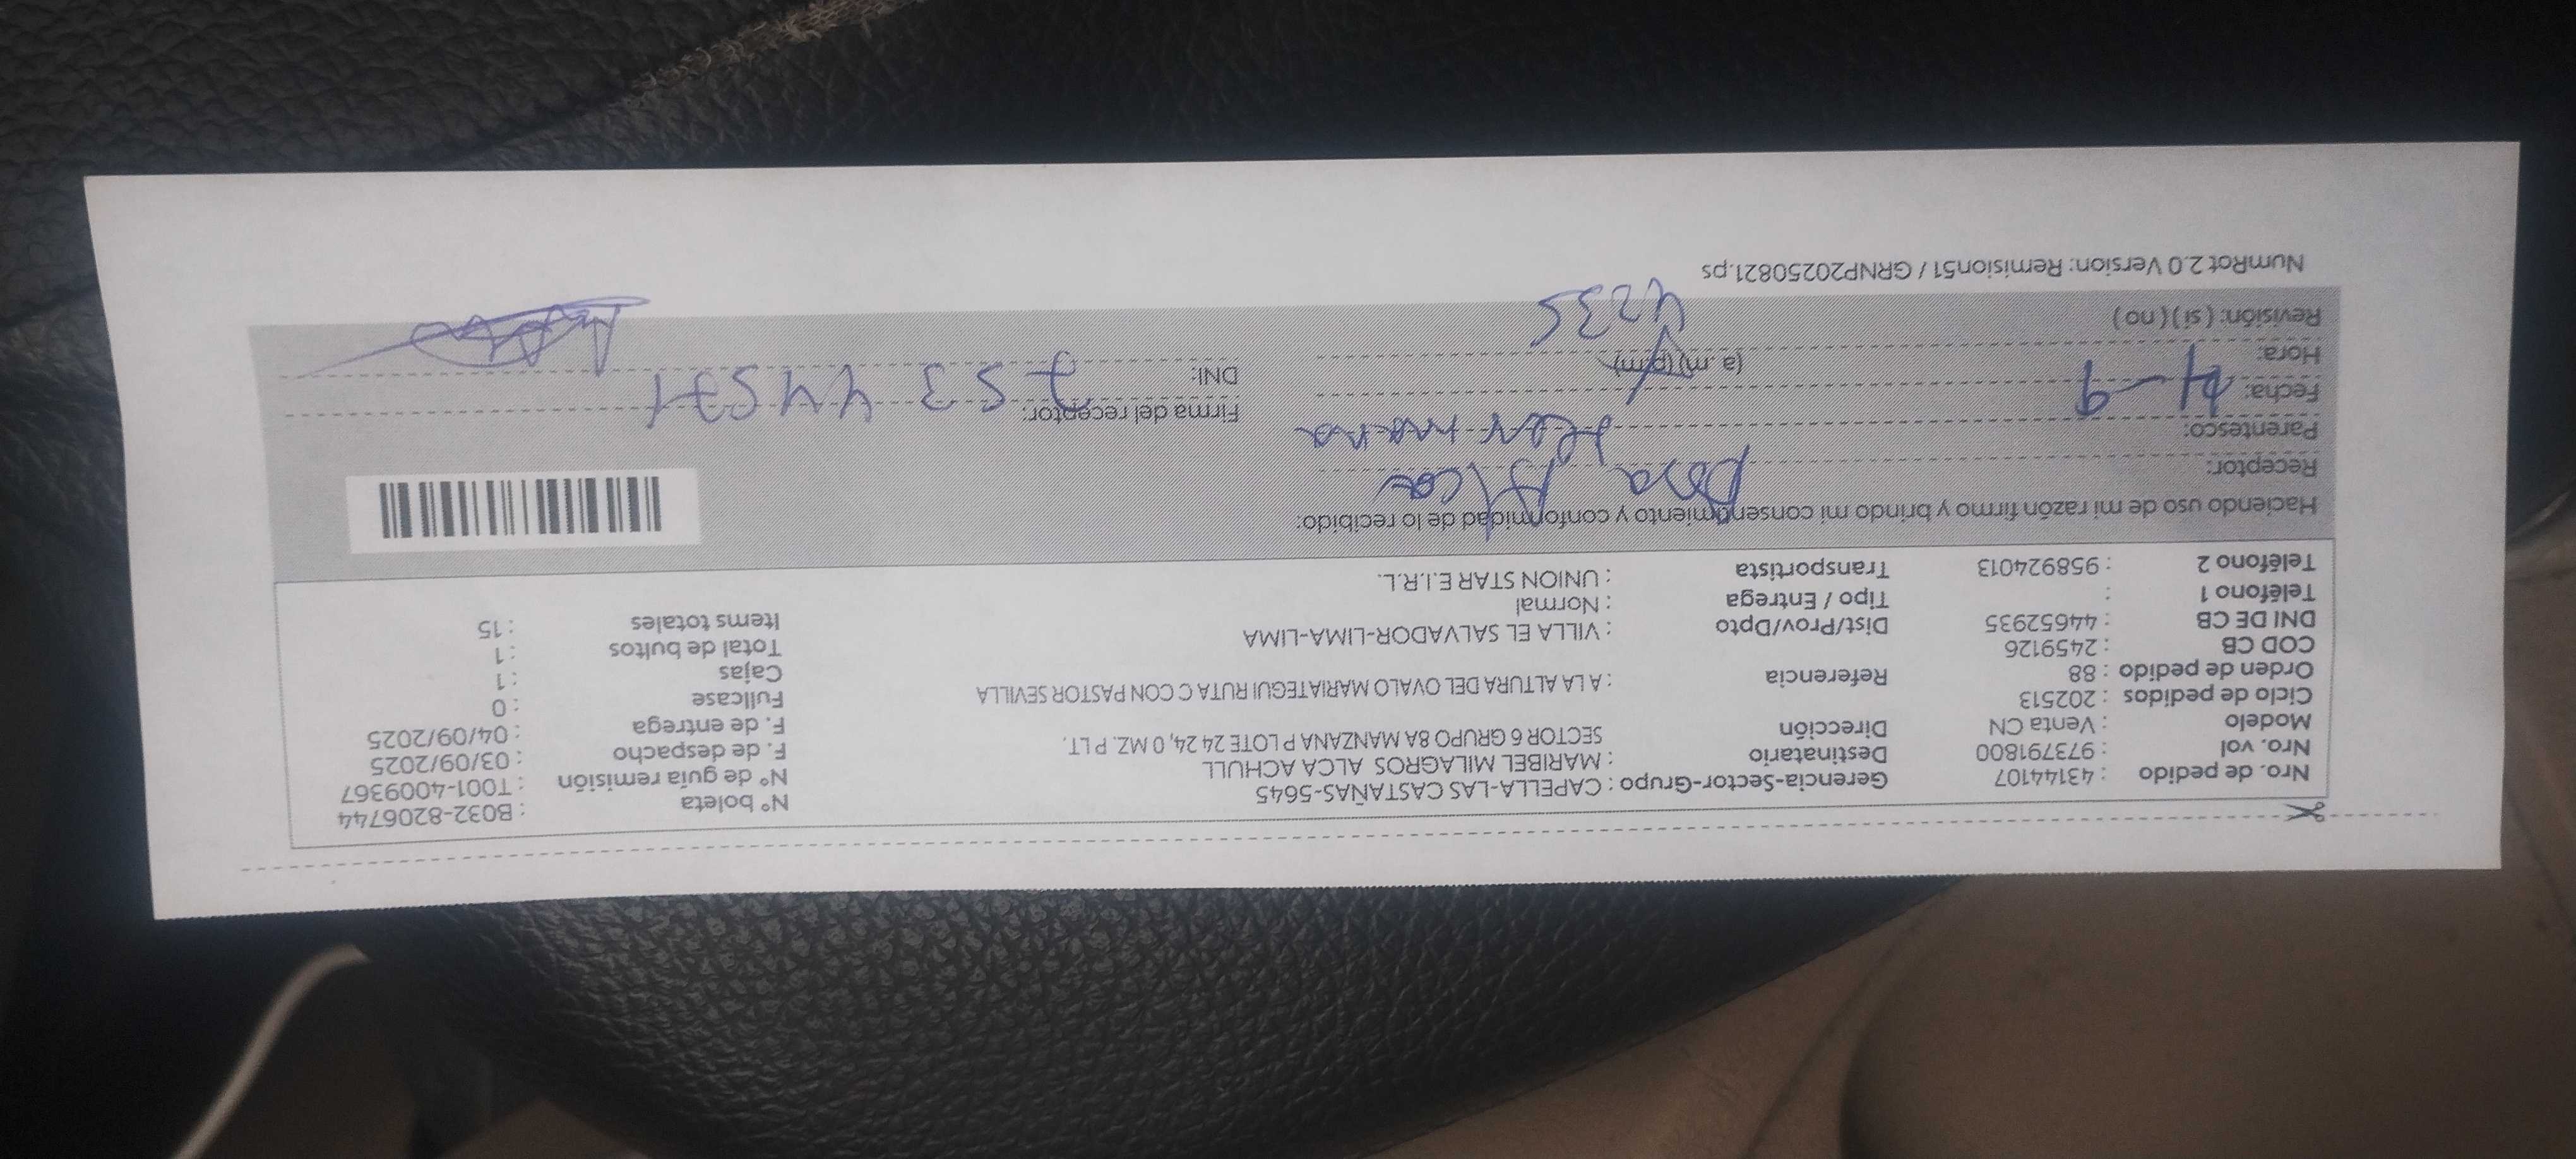 Nro. de pedido : 43144107 Gerencia-Sector-Grupo : CAPELLA-LAS CASTAÑAS-5645 N° boleta : B032-8206744
Nro. vol : 973791800 Destinatario : MARIBEL MILAGROS ALCA ACHULL N° de guía remisión : T001-4009367
Modelo : Venta CN Dirección SECTOR 6 GRUPO 8A MANZANA P LOTE 24 24, 0 MZ. P LT. F. de despacho : 03/09/2025
Ciclo de pedidos : 202513 F. de entrega : 04/09/2025
Orden de pedido : 88 Referencia : A LA ALTURA DEL OVALO MARIATEGUI RUTA C CON PASTOR SEVILLA Fullcase : 0
COD CB : 2459126 Cajas : 1
DNI DE CB : 44652935 Dist/Prov/Dpto : VILLA EL SALVADOR-LIMA-LIMA Total de bultos : 1
Teléfono 1 : Tipo / Entrega : Normal Items totales : 15
Teléfono 2 : 958924013 Transportista : UNION STAR E.I.R.L.
Haciendo uso de mi razón firmo y brindo mi consentimiento y conformidad de lo recibido:
Receptor: Rosa Alca
Parentesco: Hermana Firma del receptor:
Fecha: 4-9 DNI:
Hora: (a. m) (p.m)
Revisión: (si) (no) 4235
NumRot 2.0 Version: Remision51 / GRNP20250821.ps